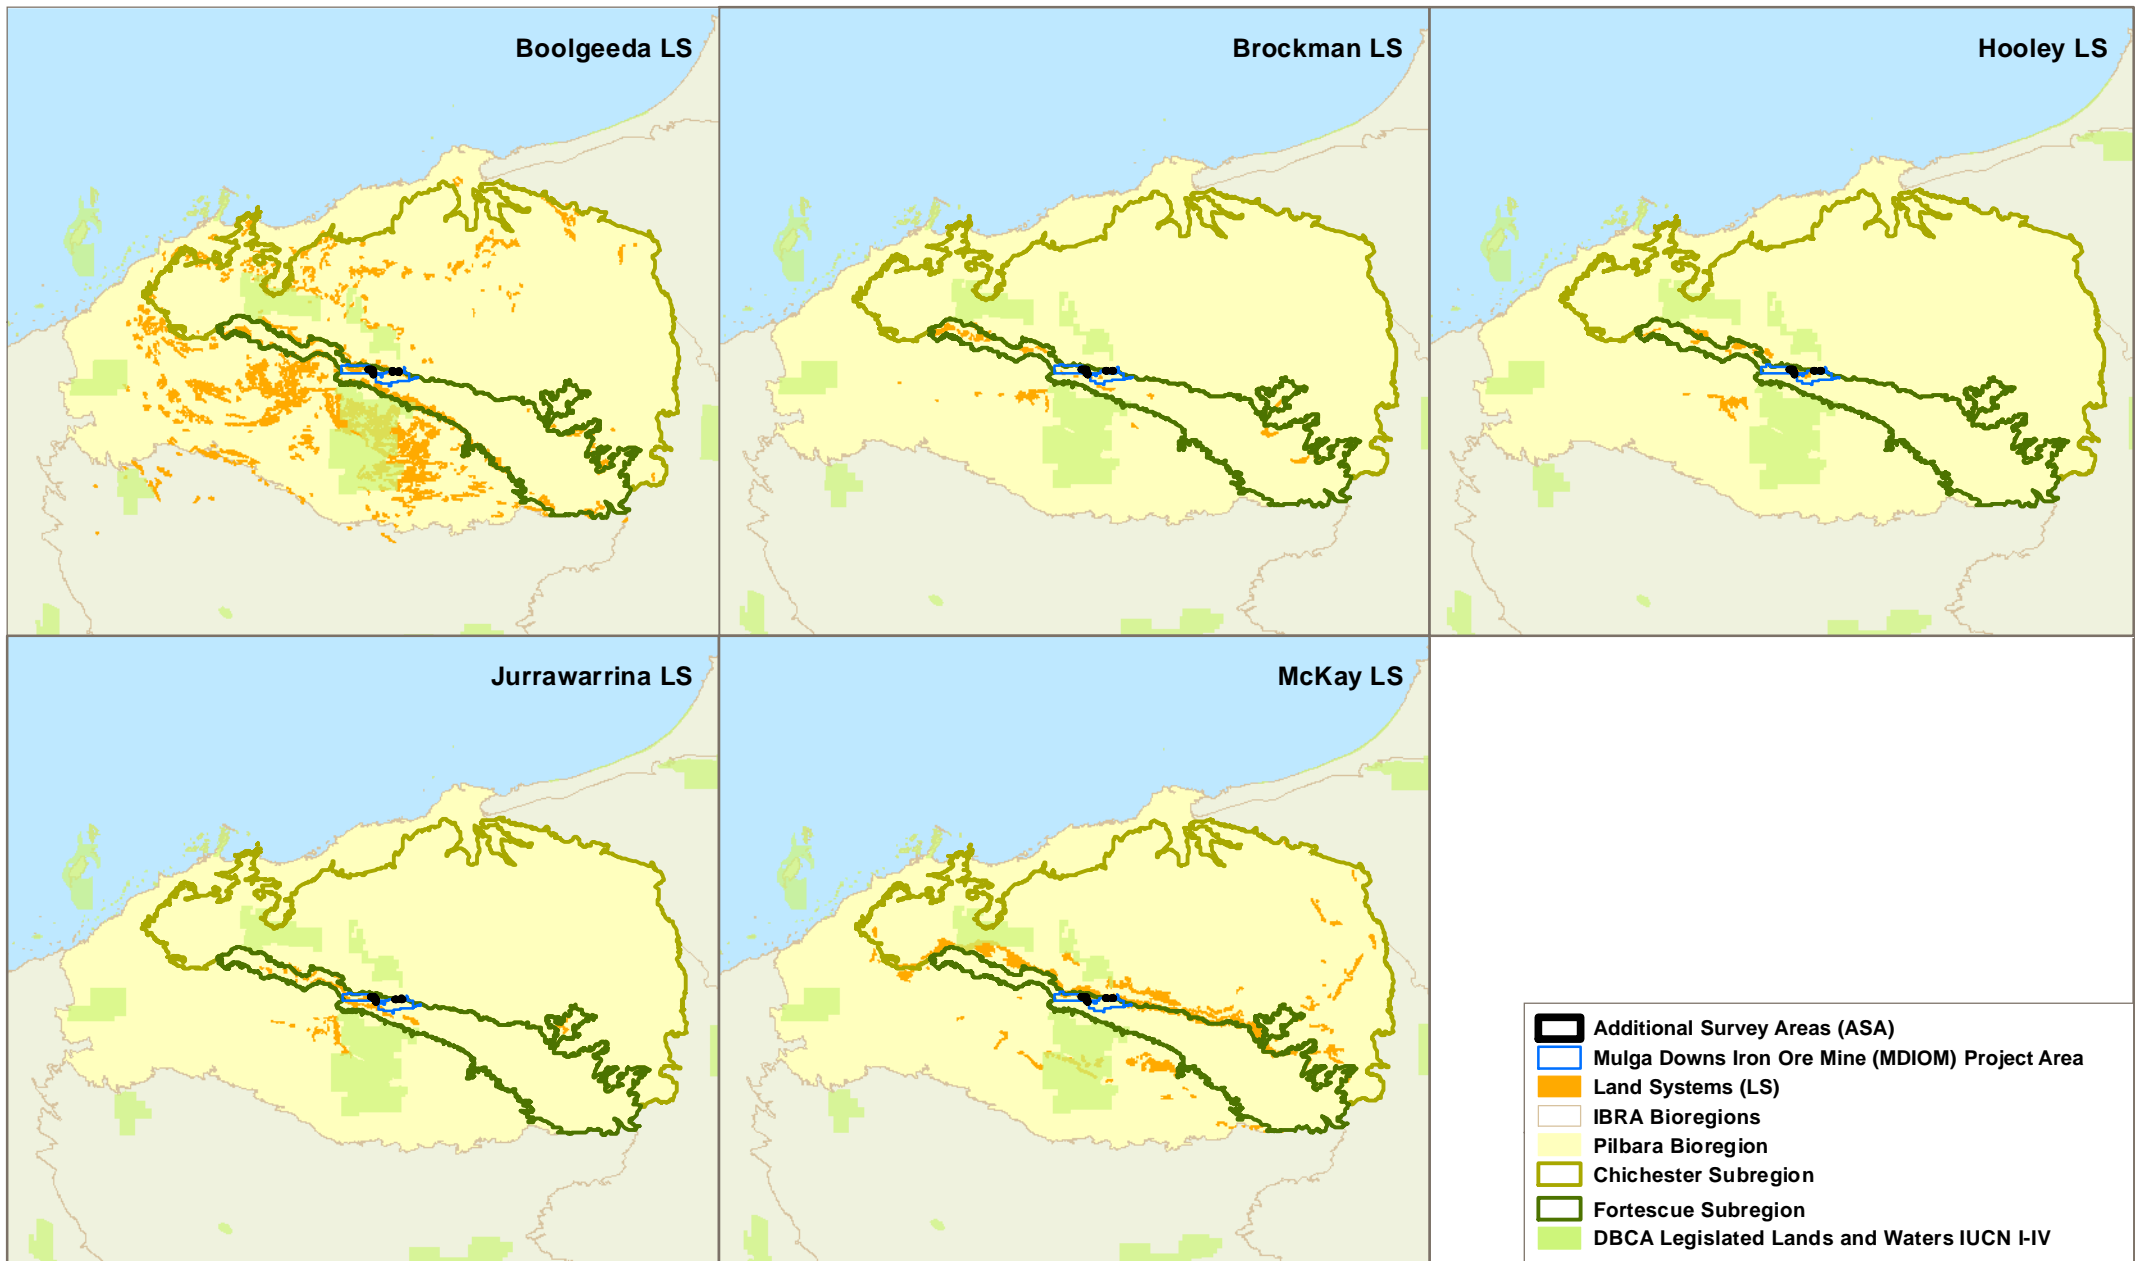 Boolgeeda LS
Brockman LS
Hooley LS
Jurrawarrina LS
McKay LS
Additional Survey Areas (ASA)
Mulga Downs Iron Ore Mine (MDIOM) Project Area
Land Systems (LS)
IBRA Bioregions
Pilbara Bioregion
Chichester Subregion
Fortescue Subregion
DBCA Legislated Lands and Waters IUCN I-IV